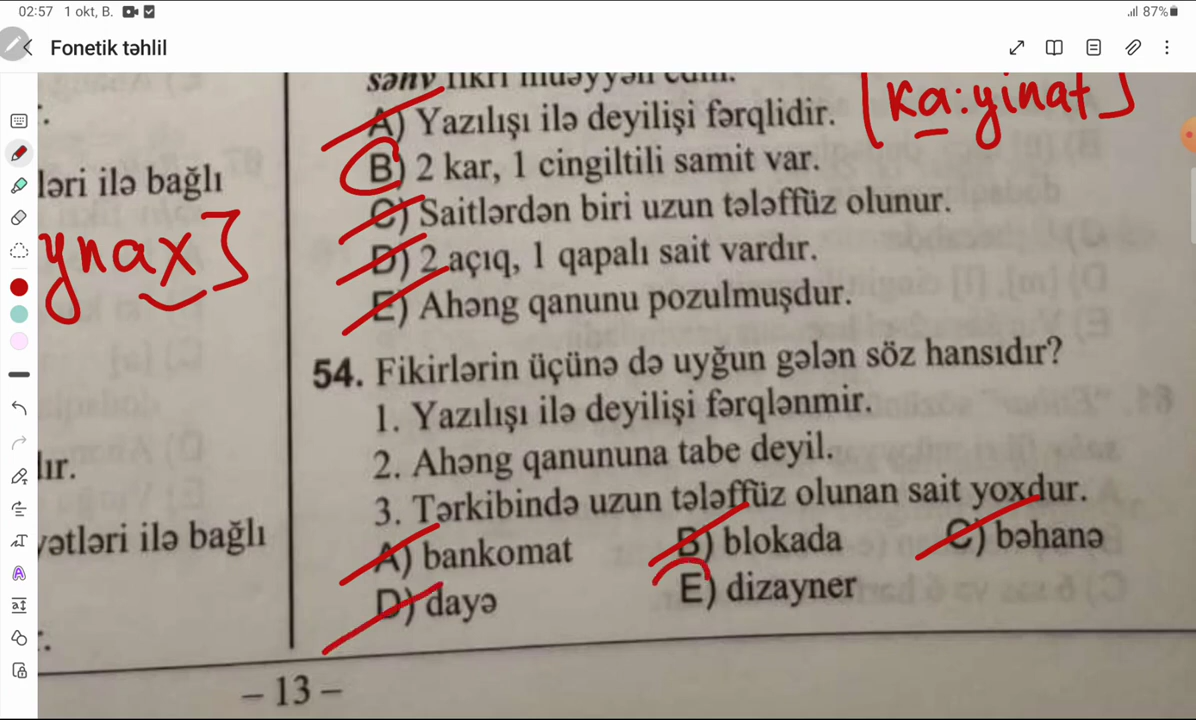 02:57 1 okt, B. 87%
Fonetik təhlil
[ka:yinat]
A) Yazılışı ilə deyilişi fərqlidir.
B) 2 kar, 1 cingiltili samit var.
C) Saitlərdən biri uzun tələffüz olunur.
D) 2 açıq, 1 qapalı sait vardır.
E) Ahəng qanunu pozulmuşdur.
ləri ilə bağlı
ynax]
54. Fikirlərin üçünə də uyğun gələn söz hansıdır?
1. Yazılışı ilə deyilişi fərqlənmir.
2. Ahəng qanununa tabe deyil.
3. Tərkibində uzun tələffüz olunan sait yoxdur.
A) bankomat B) blokada C) bəhanə
D) dayə E) dizayner
lır.
yətləri ilə bağlı
– 13 –